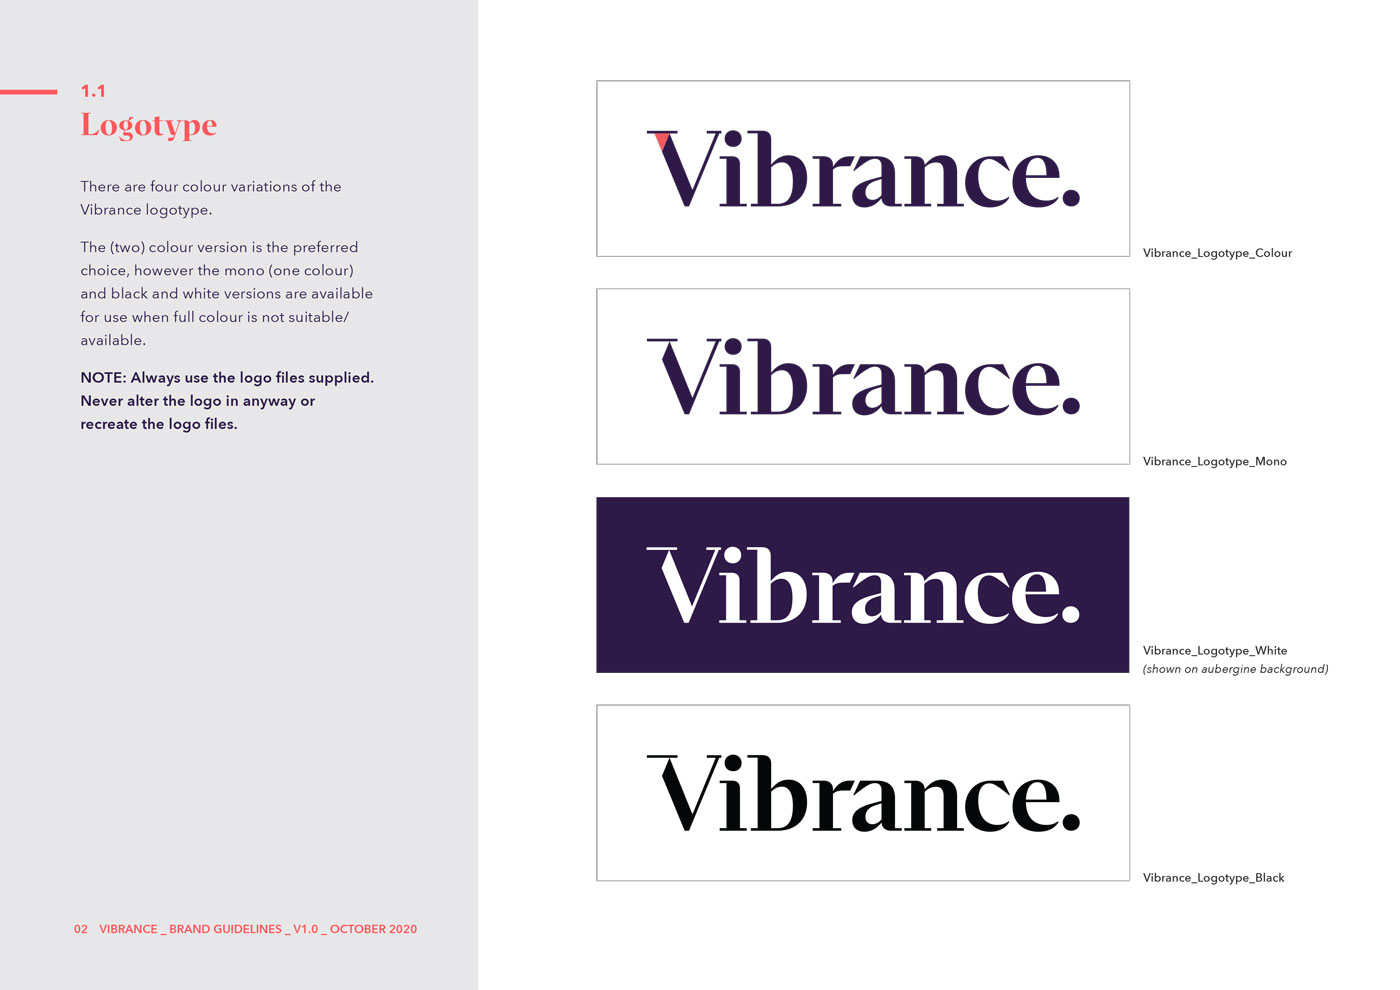 1.1
Logotype
There are four colour variations of the
Vibrance logotype.
The (two) colour version is the preferred
choice, however the mono (one colour)
and black and white versions are available
for use when full colour is not suitable/
available.
NOTE: Always use the logo files supplied.
Never alter the logo in anyway or
recreate the logo files.
02 VIBRANCE _ BRAND GUIDELINES _ V1.0 _ OCTOBER 2020
Vibrance.
Vibrance_Logotype_Colour
Vibrance.
Vibrance_Logotype_Mono
Vibrance.
Vibrance_Logotype_White
(shown on aubergine background)
Vibrance.
Vibrance_Logotype_Black